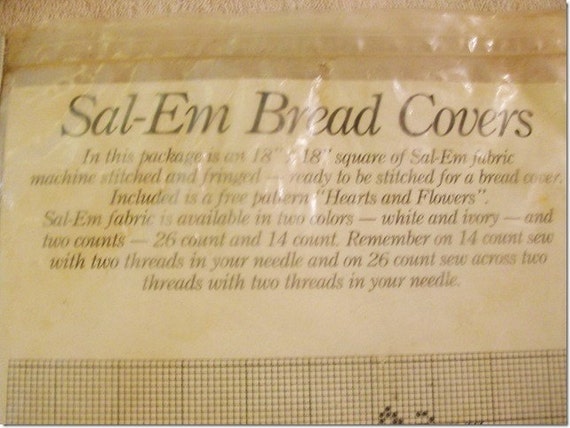 Sal-Em Bread Covers
In this package is an 18" x 18" square of Sal-Em fabric
machine stitched and fringed — ready to be stitched for a bread cover.
Included is a free pattern "Hearts and Flowers".
Sal-Em fabric is available in two colors — white and ivory — and
two counts — 26 count and 14 count. Remember on 14 count sew
with two threads in your needle and on 26 count sew across two
threads with two threads in your needle.